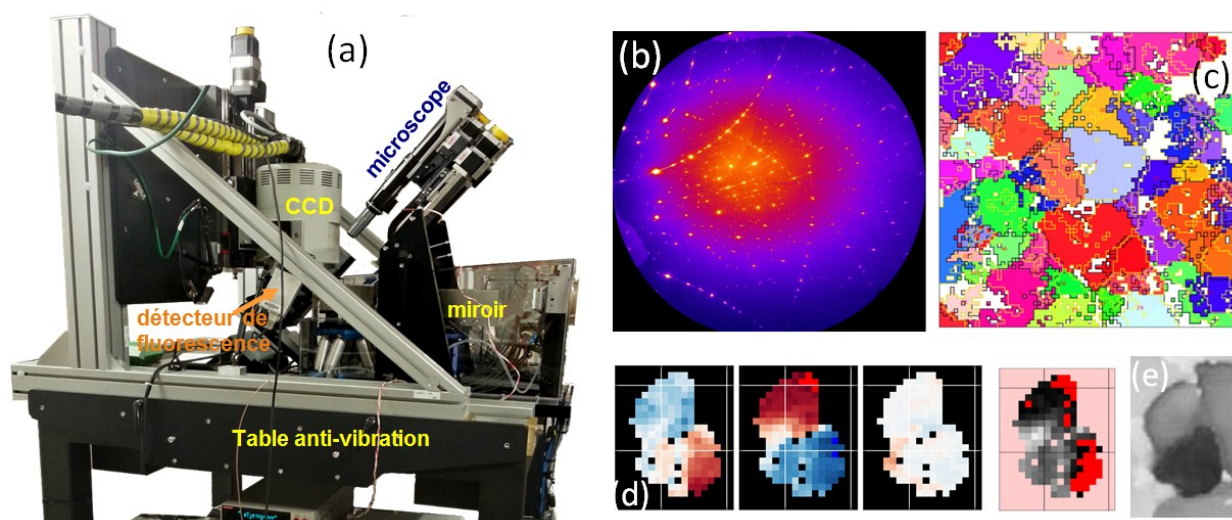 (a)
microscope
CCD
détecteur de
fluorescence
miroir
Table anti-vibration
(b)
(c)
(d)
(e)